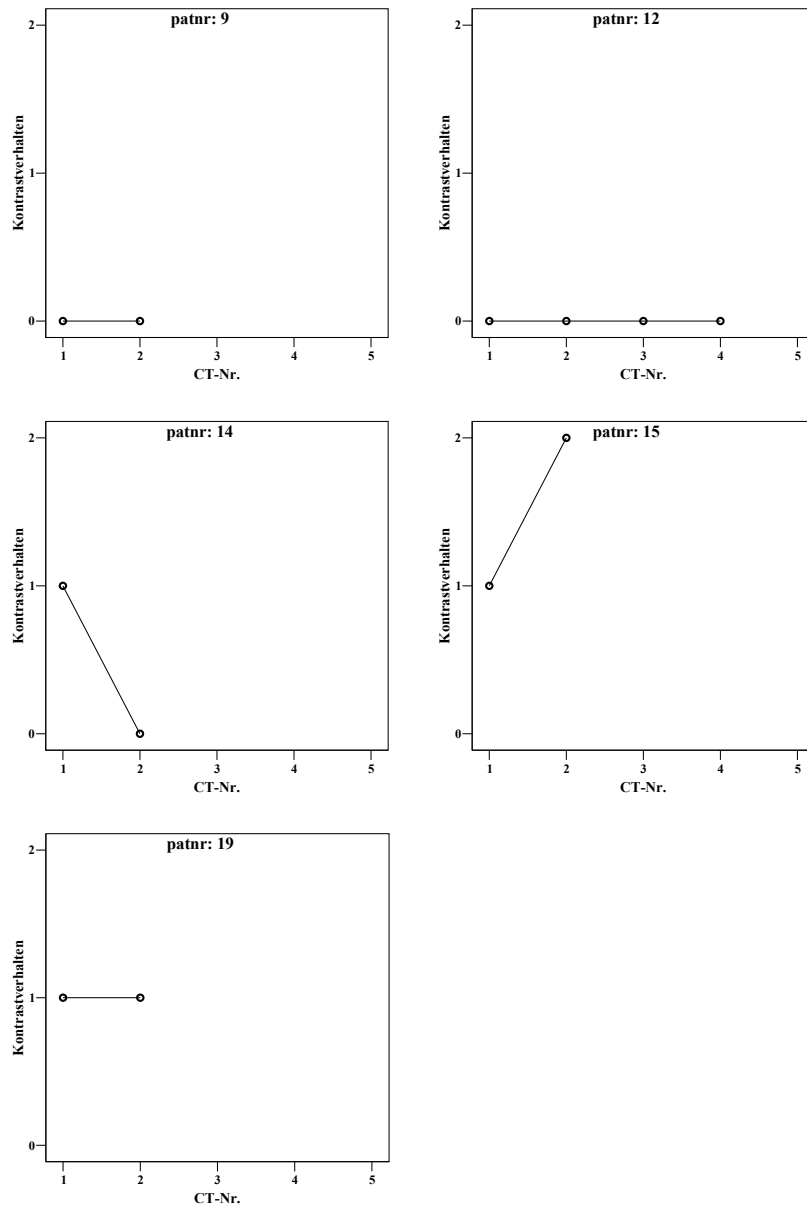 patnr: 9
2
1
0
Kontrastverhalten
1 2 3 4 5
CT-Nr.
patnr: 12
2
1
0
Kontrastverhalten
1 2 3 4 5
CT-Nr.
patnr: 14
2
1
0
Kontrastverhalten
1 2 3 4 5
CT-Nr.
patnr: 15
2
1
0
Kontrastverhalten
1 2 3 4 5
CT-Nr.
patnr: 19
2
1
0
Kontrastverhalten
1 2 3 4 5
CT-Nr.